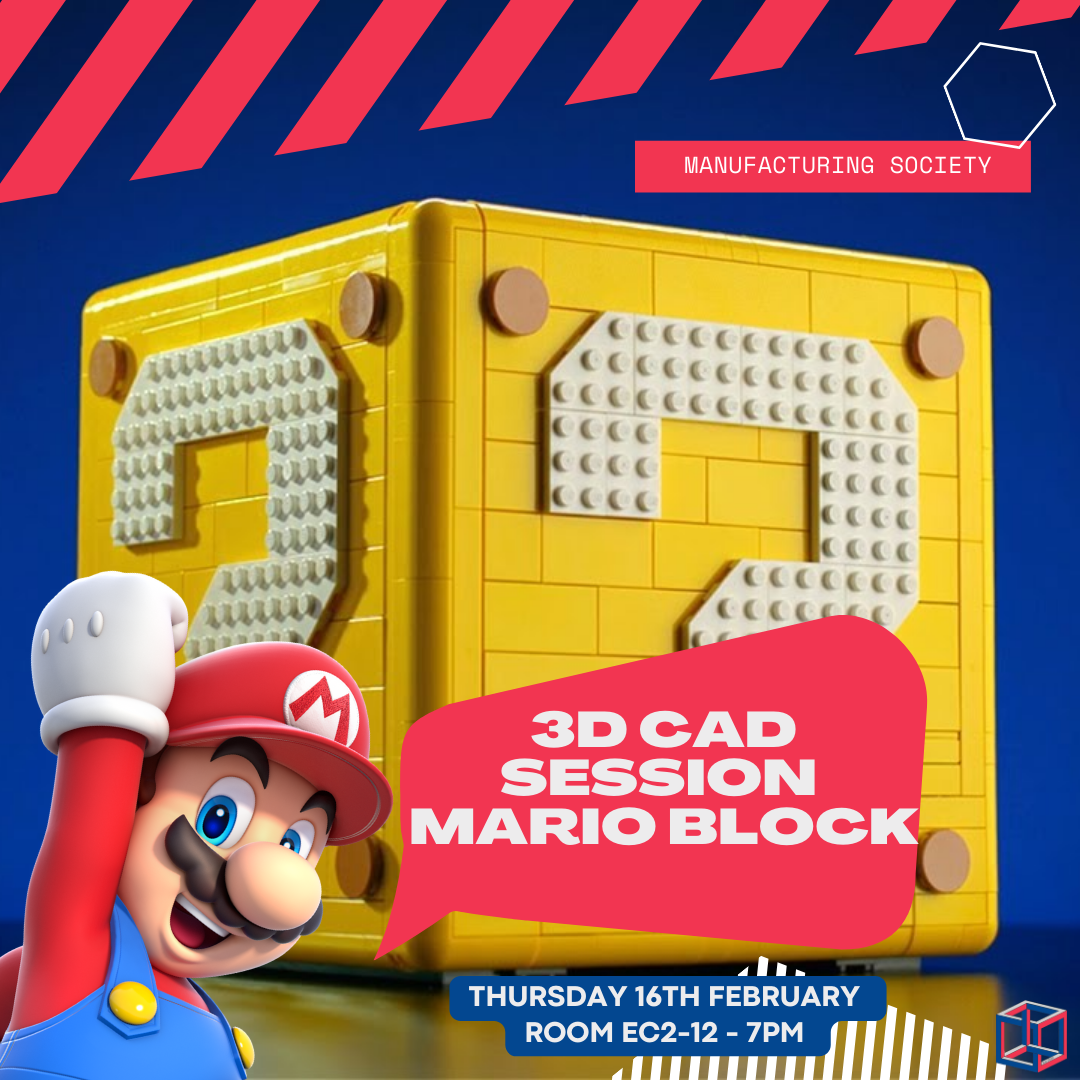 MANUFACTURING SOCIETY
M
3D CAD
SESSION
MARIO BLOCK
THURSDAY 16TH FEBRUARY
ROOM EC2-12 - 7PM